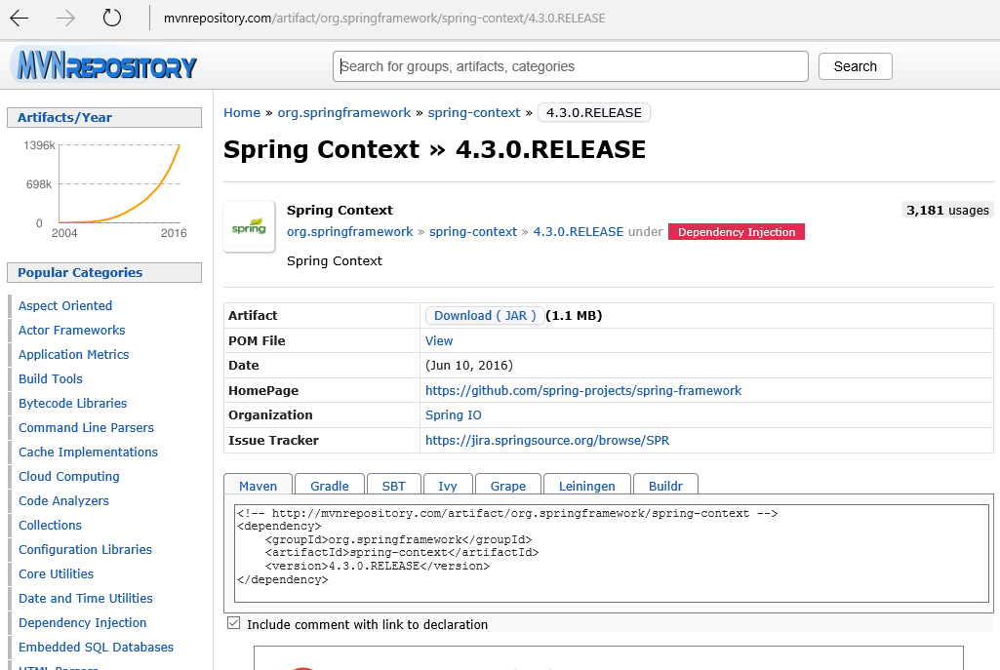 mvnrepository.com/artifact/org.springframework/spring-context/4.3.0.RELEASE
MVNREPOSITORY
Search for groups, artifacts, categories
Search
Artifacts/Year
1396k
698k
0
2004 2016
Popular Categories
Aspect Oriented
Actor Frameworks
Application Metrics
Build Tools
Bytecode Libraries
Command Line Parsers
Cache Implementations
Cloud Computing
Code Analyzers
Collections
Configuration Libraries
Core Utilities
Date and Time Utilities
Dependency Injection
Embedded SQL Databases
HTML Parsers
Home » org.springframework » spring-context » 4.3.0.RELEASE
Spring Context » 4.3.0.RELEASE
spring
Spring Context
3,181 usages
org.springframework » spring-context » 4.3.0.RELEASE under Dependency Injection
Spring Context
Artifact Download ( JAR ) (1.1 MB)
POM File View
Date (Jun 10, 2016)
HomePage https://github.com/spring-projects/spring-framework
Organization Spring IO
Issue Tracker https://jira.springsource.org/browse/SPR
Maven Gradle SBT Ivy Grape Leiningen Buildr
<!-- http://mvnrepository.com/artifact/org.springframework/spring-context -->
<dependency>
    <groupId>org.springframework</groupId>
    <artifactId>spring-context</artifactId>
    <version>4.3.0.RELEASE</version>
</dependency>
Include comment with link to declaration